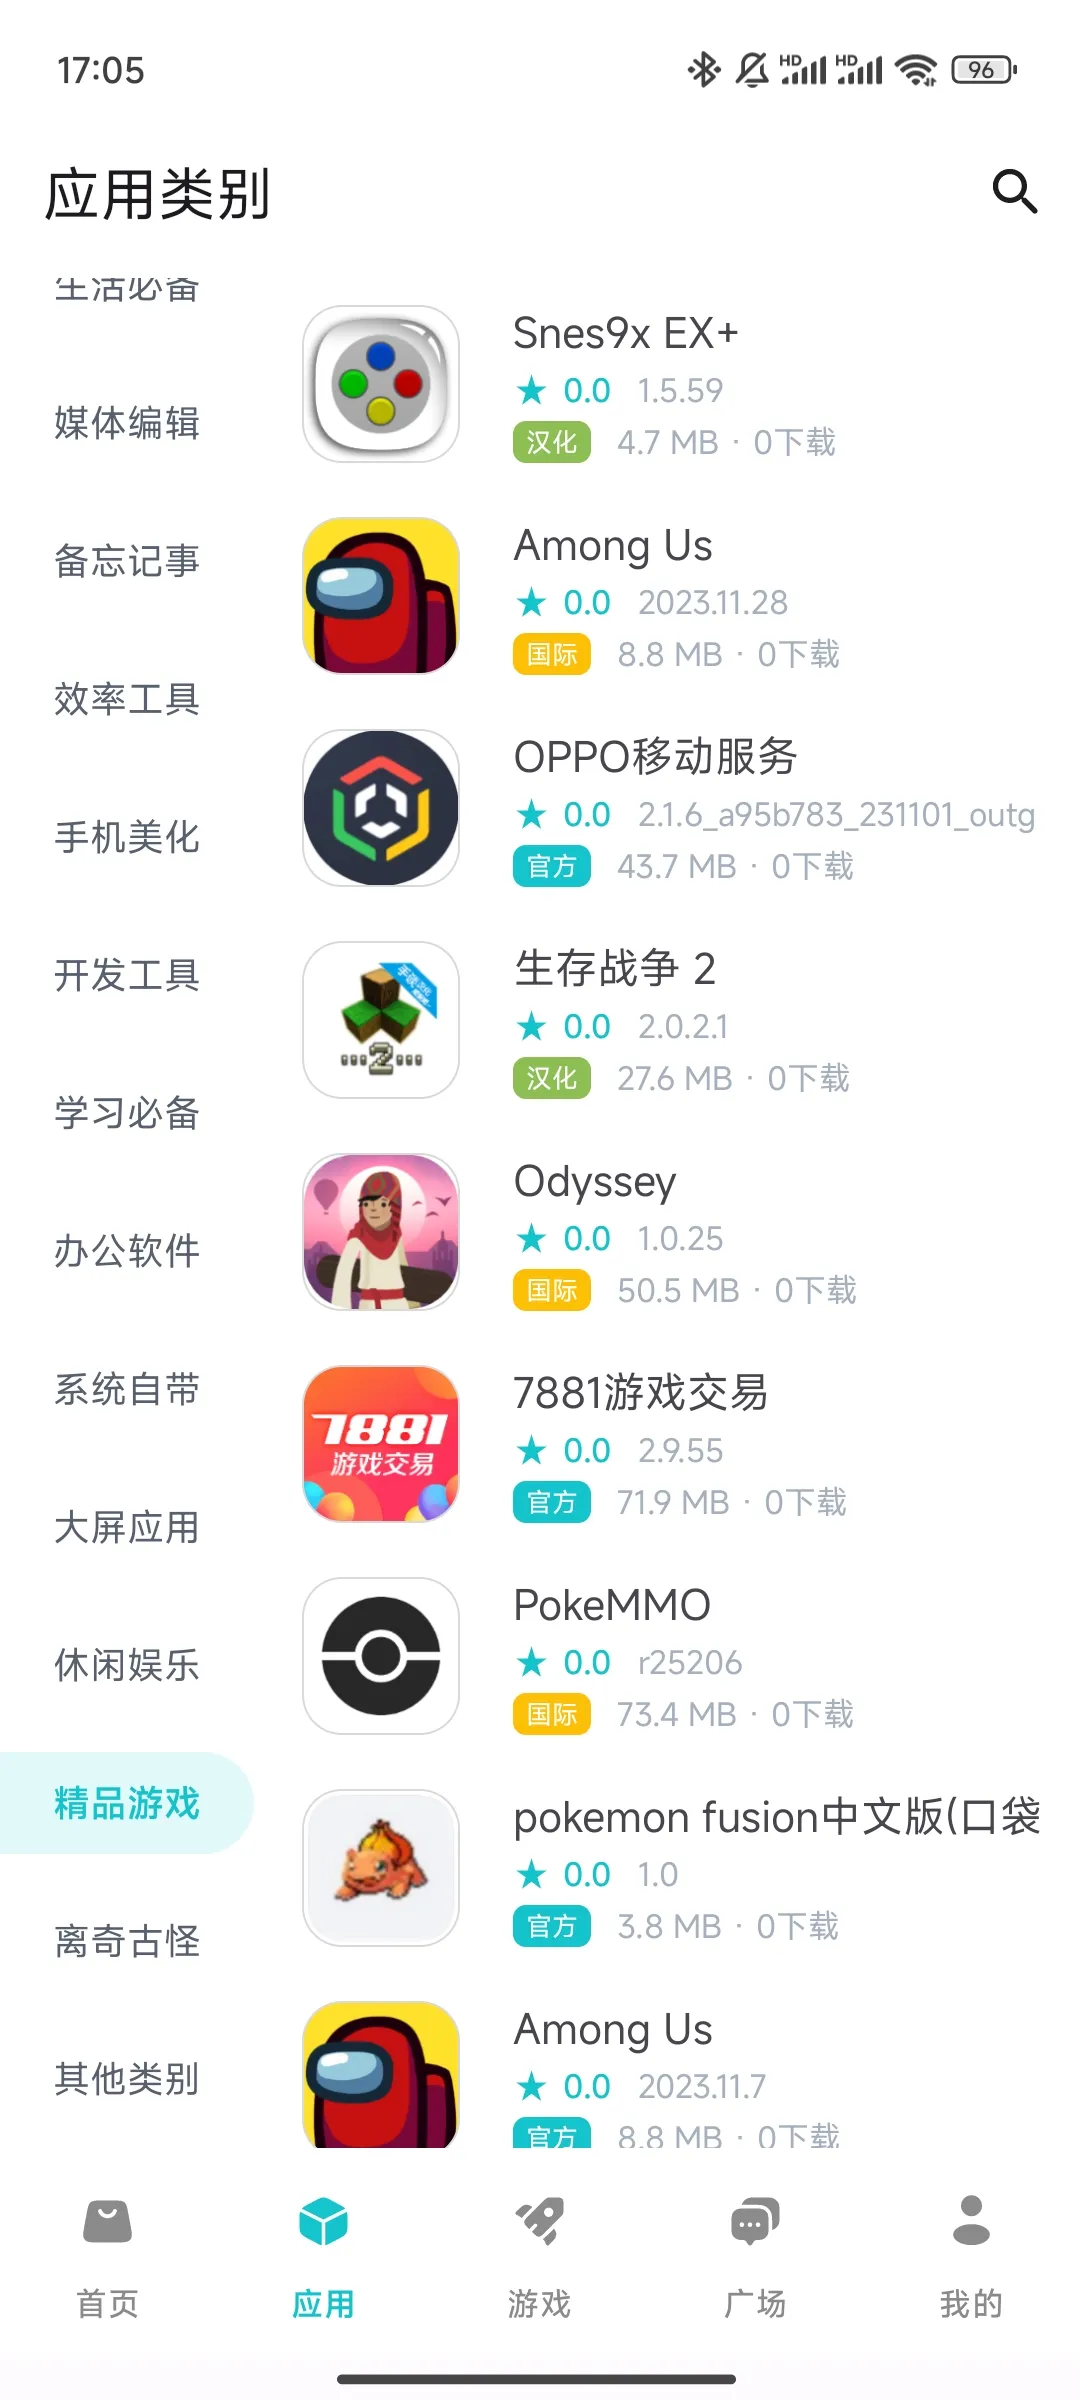 17:05
HD HD 96
应用类别
生活必备
媒体编辑
备忘记事
效率工具
手机美化
开发工具
学习必备
办公软件
系统自带
大屏应用
休闲娱乐
精品游戏
离奇古怪
其他类别
Snes9x EX+
★ 0.0 1.5.59
汉化 4.7 MB · 0下载
Among Us
★ 0.0 2023.11.28
国际 8.8 MB · 0下载
OPPO移动服务
★ 0.0 2.1.6_a95b783_231101_outg
官方 43.7 MB · 0下载
2
生存战争 2
★ 0.0 2.0.2.1
汉化 27.6 MB · 0下载
Odyssey
★ 0.0 1.0.25
国际 50.5 MB · 0下载
7881
游戏交易
7881游戏交易
★ 0.0 2.9.55
官方 71.9 MB · 0下载
PokeMMO
★ 0.0 r25206
国际 73.4 MB · 0下载
pokemon fusion中文版(口袋
★ 0.0 1.0
官方 3.8 MB · 0下载
Among Us
★ 0.0 2023.11.7
官方 8.8 MB · 0下载
首页
应用
游戏
广场
我的